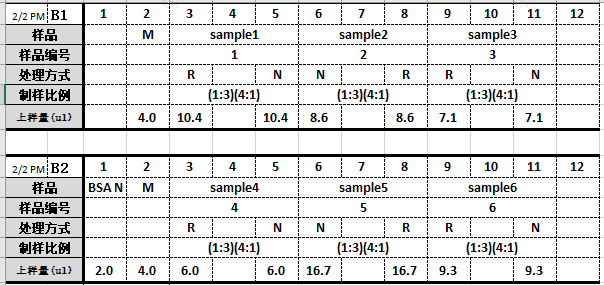 2/2 PM B1 1 2 3 4 5 6 7 8 9 10 11 12
样品 M sample1 sample2 sample3
样品编号 1 2 3
处理方式 R N N R R N
制样比例 (1:3)(4:1) (1:3)(4:1) (1:3)(4:1)
上样量(ul) 4.0 10.4 10.4 8.6 8.6 7.1 7.1
2/2 PM B2 1 2 3 4 5 6 7 8 9 10 11 12
样品 BSA N M sample4 sample5 sample6
样品编号 4 5 6
处理方式 R N N R R N
制样比例 (1:3)(4:1) (1:3)(4:1) (1:3)(4:1)
上样量(ul) 2.0 4.0 6.0 6.0 16.7 16.7 9.3 9.3